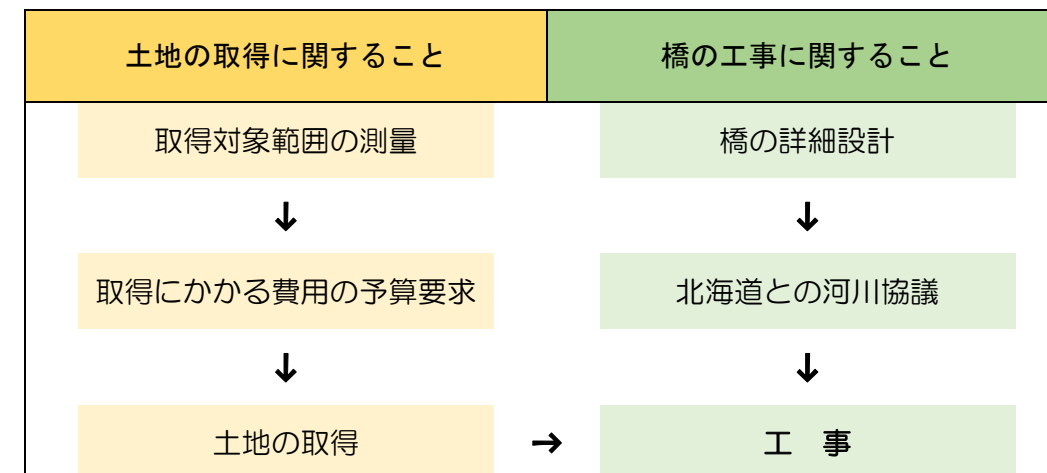 土地の取得に関すること
橋の工事に関すること
取得対象範囲の測量
橋の詳細設計
↓
↓
取得にかかる費用の予算要求
北海道との河川協議
↓
↓
土地の取得
→
工　事